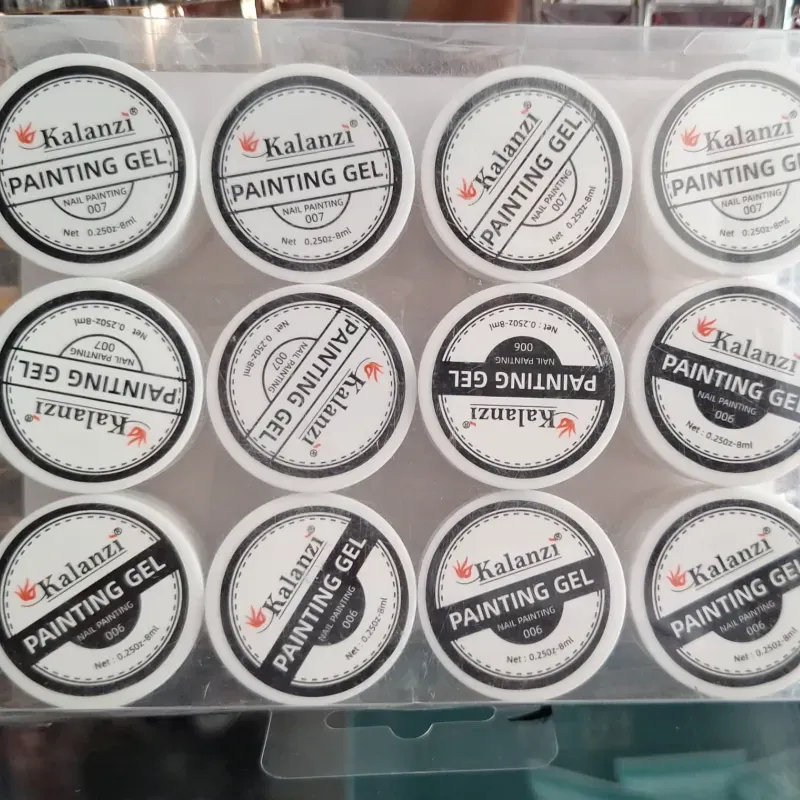 Kalanzi®
PAINTING GEL
NAIL PAINTING
007
Net 0.25Oz-8ml
Kalanzi®
PAINTING GEL
NAIL PAINTING
007
Net 0.25Oz-8ml
Kalanzi®
PAINTING GEL
NAIL PAINTING
007
Net 0.25Oz-8ml
Kalanzi®
PAINTING GE
NAIL PAINTING
007
Net 0.25Oz-8ml
Kalanzi®
PAINTING GEL
NAIL PAINTING
007
Net 0.25Oz-8ml
Kalanzi®
PAINTING GEL
NAIL PAINTING
007
Net 0.25Oz-8ml
Kalanzi®
PAINTING GEL
NAIL PAINTING
006
Net : 0.25Oz-8ml
Kalanzi
PAINTING GE
NAIL PAINTING
006
Net : 0.25Oz-8ml
Kalanzi®
PAINTING GEL
NAIL PAINTING
006
Net : 0.25Oz-8ml
Kalanzi®
PAINTING GEL
NAIL PAINTING
006
Net : 0.25Oz-8ml
Kalanzi®
PAINTING GEL
NAIL PAINTING
006
Net : 0.25Oz-8ml
Kalanzi®
PAINTING GEL
NAIL PAINTING
006
Net : 0.25Oz-8ml